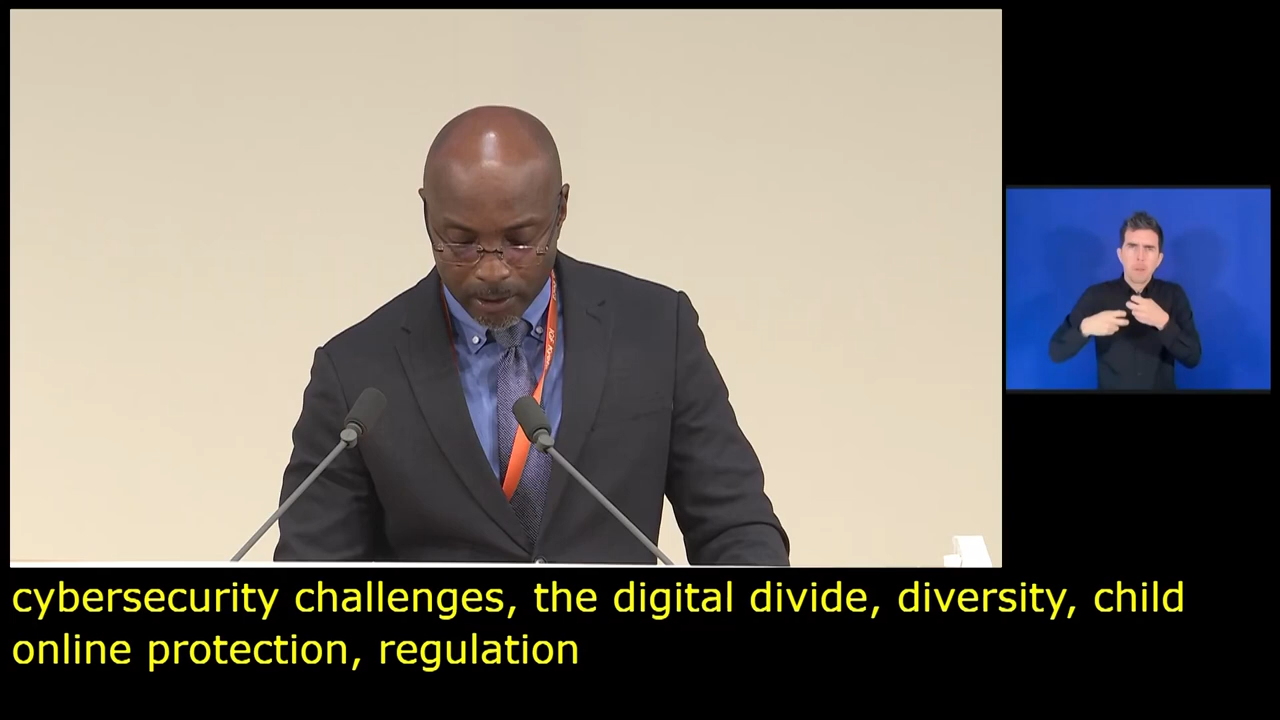 cybersecurity challenges, the digital divide, diversity, child
online protection, regulation